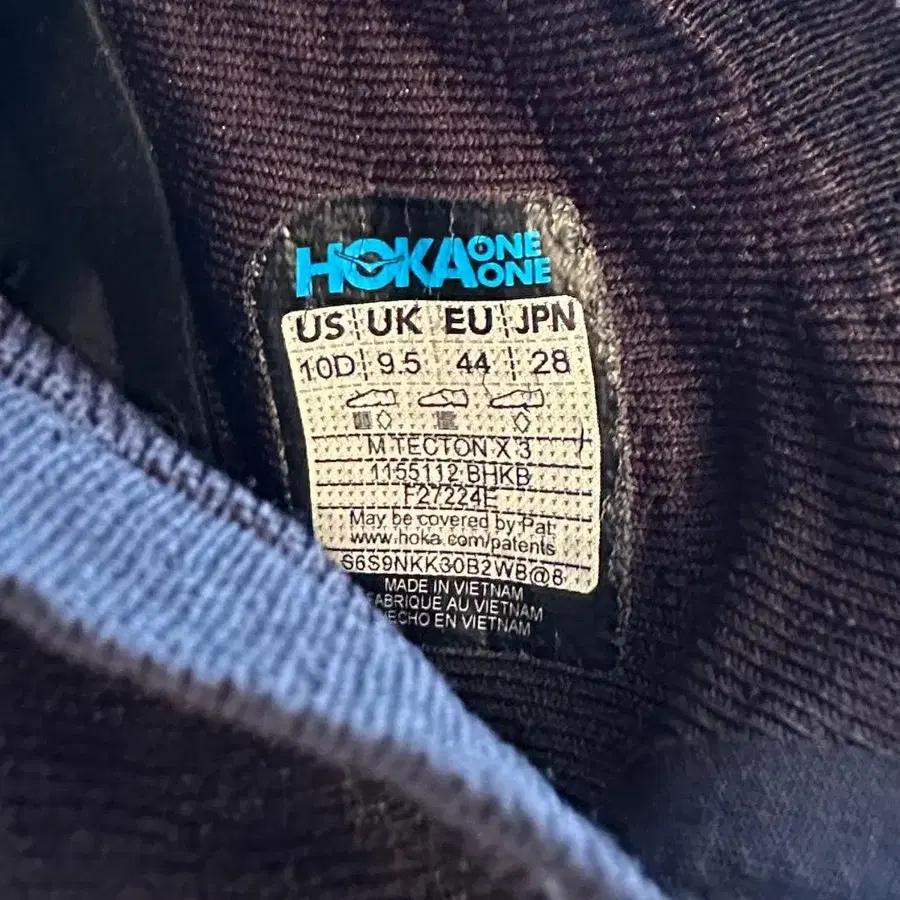 HOKA ONE ONE
US UK EU JPN
10D 9.5 44 28
M TECTON X 3
1155112 BHKB
F27224E
May be covered by Pat:
www.hoka.com/patents
S6S9NKK30B2WB@8
MADE IN VIETNAM
FABRIQUE AU VIETNAM
HECHO EN VIETNAM